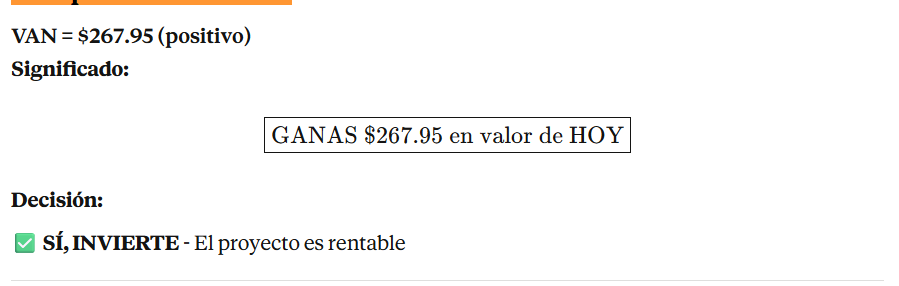 VAN = $267.95 (positivo)
Significado:
GANAS $267.95 en valor de HOY
Decisión:
✅ SÍ, INVIERTE - El proyecto es rentable